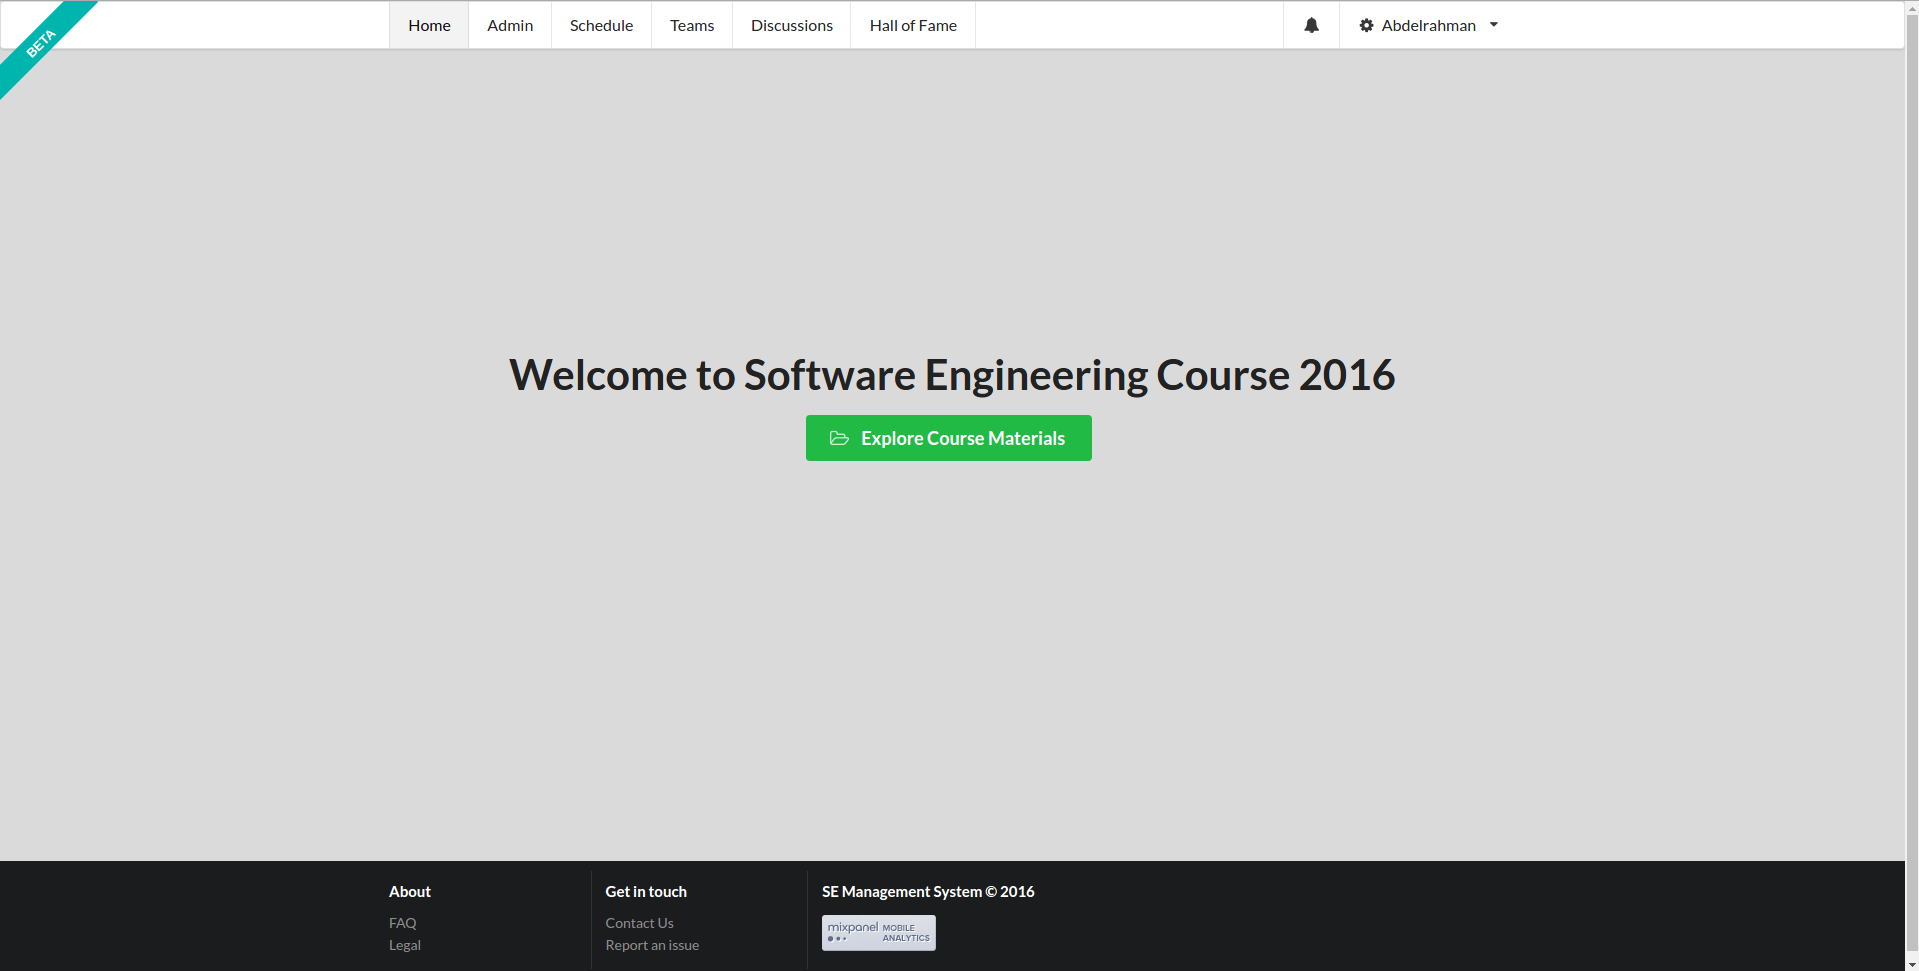 BETA
Home Admin Schedule Teams Discussions Hall of Fame Abdelrahman
Welcome to Software Engineering Course 2016
Explore Course Materials
About
FAQ
Legal
Get in touch
Contact Us
Report an issue
SE Management System © 2016
mixpanel MOBILE
ANALYTICS